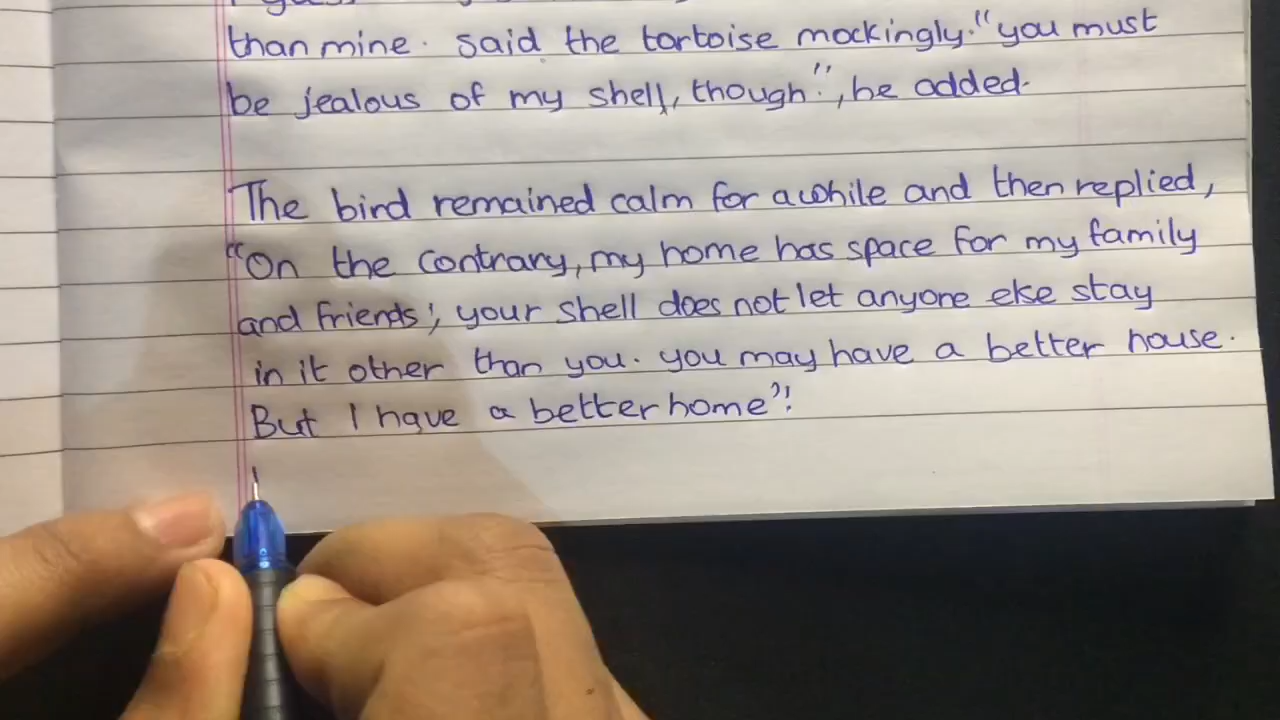 than mine. said the tortoise mockingly."you must
be jealous of my shell, though!", he added.
The bird remained calm for awhile and then replied,
"On the contrary, my home has space for my family
and friends; your shell does not let anyone else stay
in it other than you. you may have a better house.
But I have a better home"!